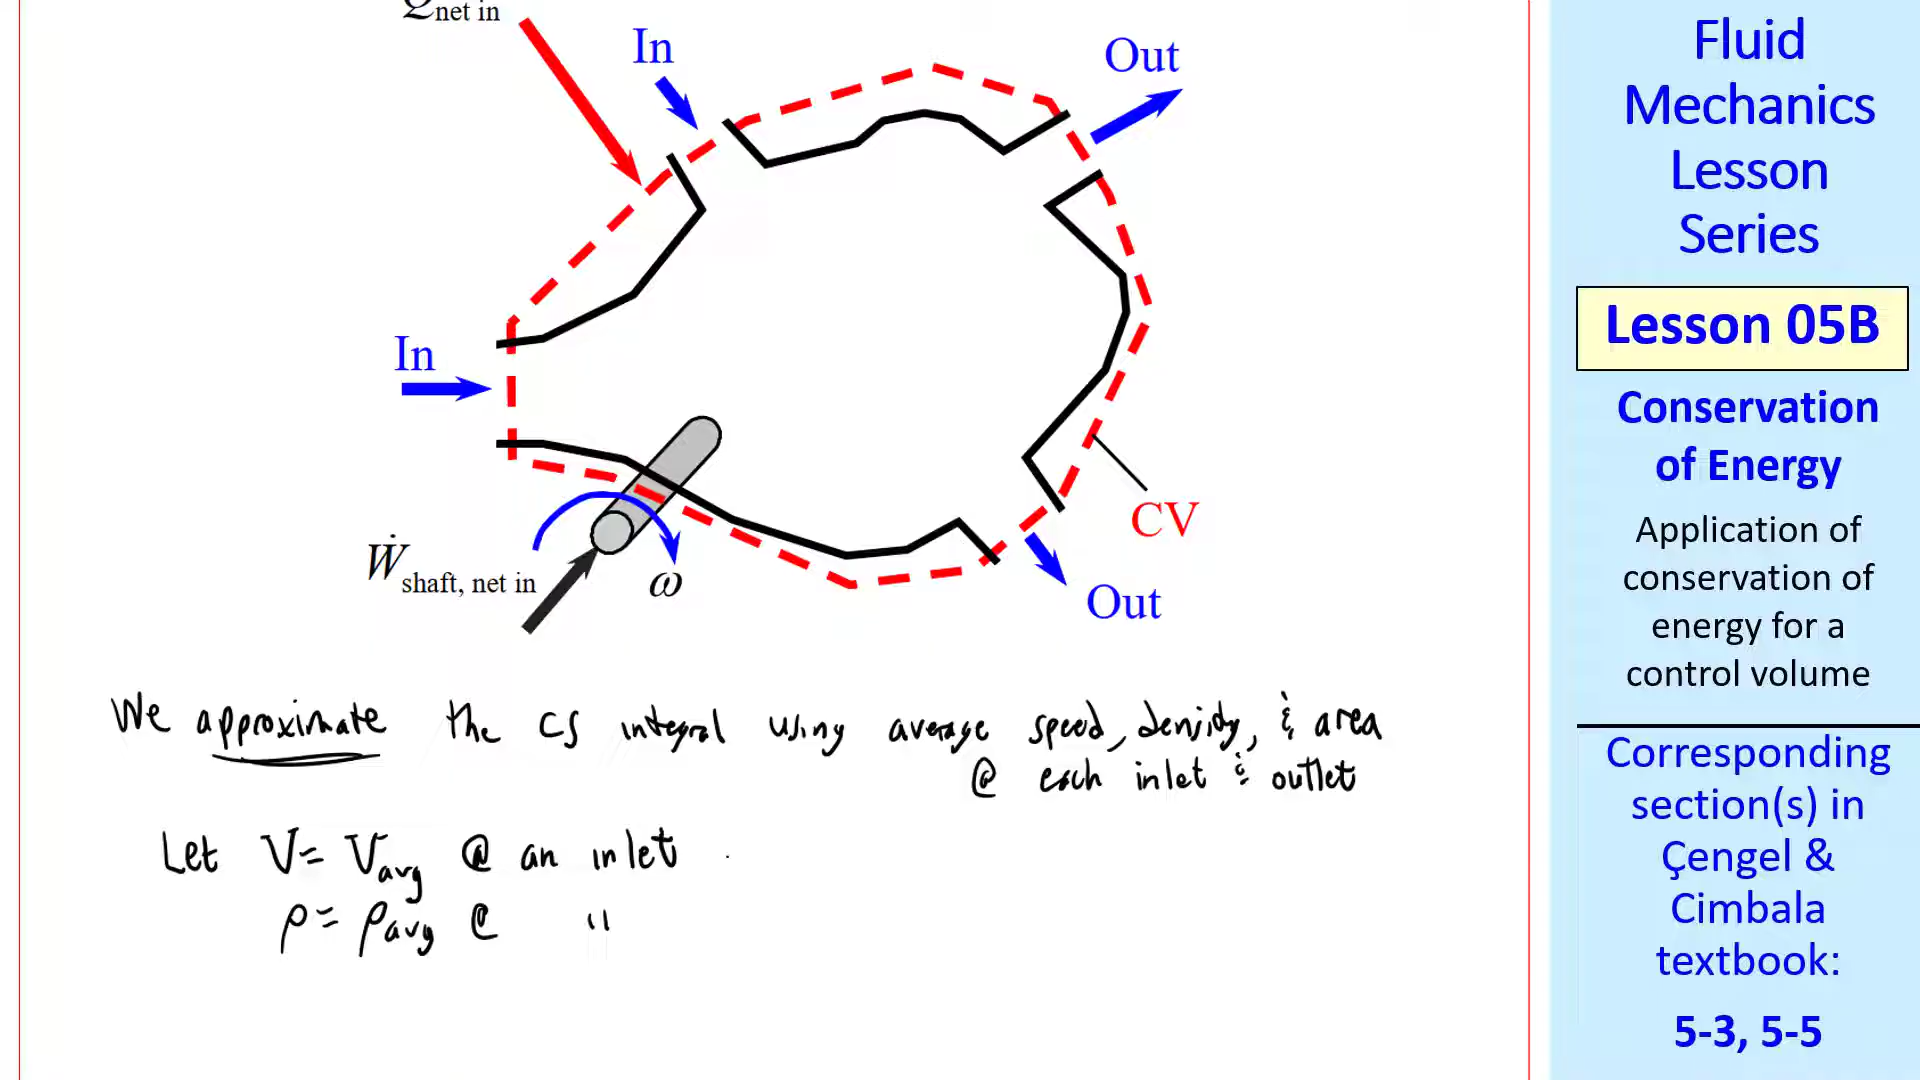 Q̇net in
In
Out
In
CV
Ẇshaft, net in
ω
Out
We approximate the CS integral using average speed, density, & area
@ each inlet & outlet
Let V = Vavg @ an inlet
ρ = ρavg @ "
Fluid
Mechanics
Lesson
Series
Lesson 05B
Conservation
of Energy
Application of
conservation of
energy for a
control volume
Corresponding
section(s) in
Çengel &
Cimbala
textbook:
5-3, 5-5